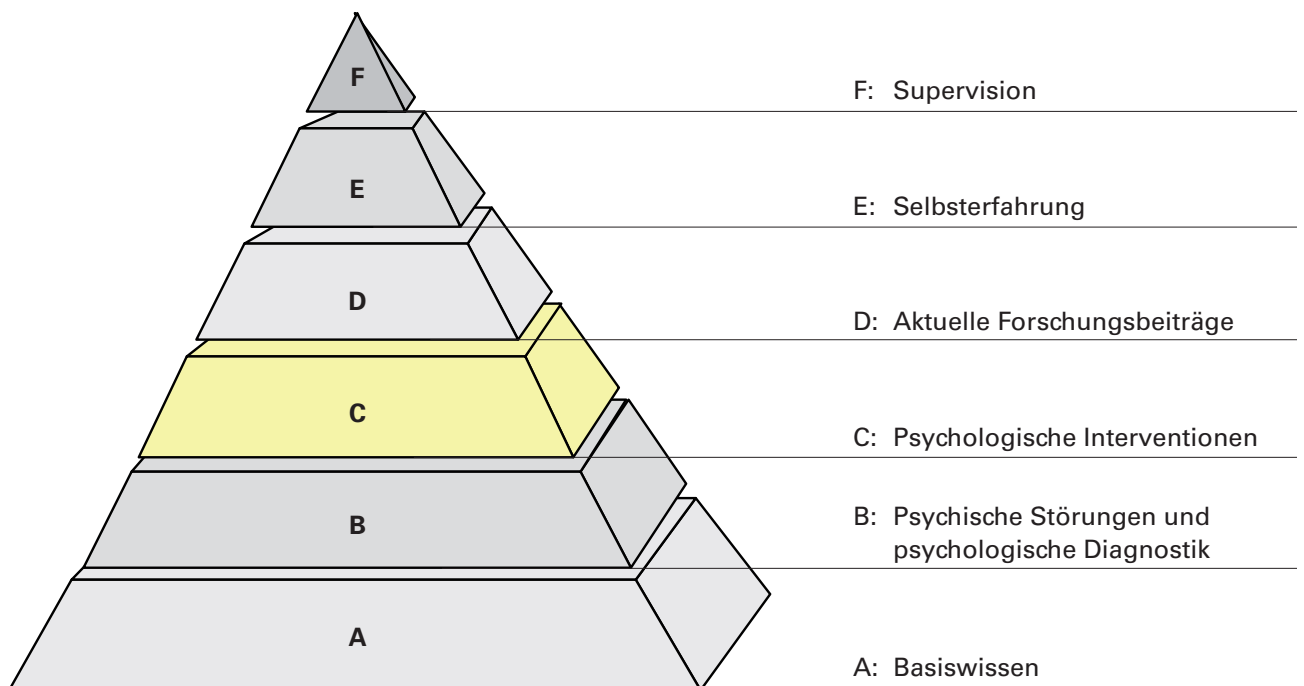 F
F: Supervision
E
E: Selbsterfahrung
D
D: Aktuelle Forschungsbeiträge
C
C: Psychologische Interventionen
B
B: Psychische Störungen und
psychologische Diagnostik
A
A: Basiswissen